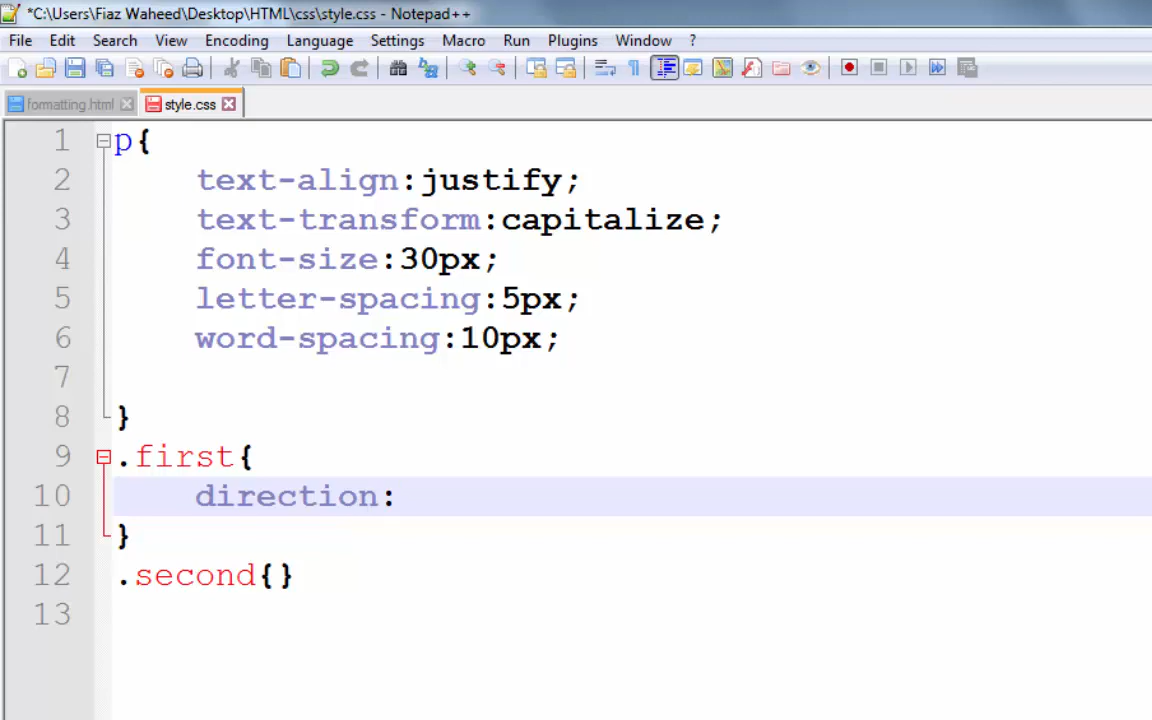 *C:\Users\Fiaz Waheed\Desktop\HTML\css\style.css - Notepad++
File Edit Search View Encoding Language Settings Macro Run Plugins Window ?
formatting.html style.css
1 p{
2 text-align:justify;
3 text-transform:capitalize;
4 font-size:30px;
5 letter-spacing:5px;
6 word-spacing:10px;
7
8 }
9 .first{
10 direction:
11 }
12 .second{}
13